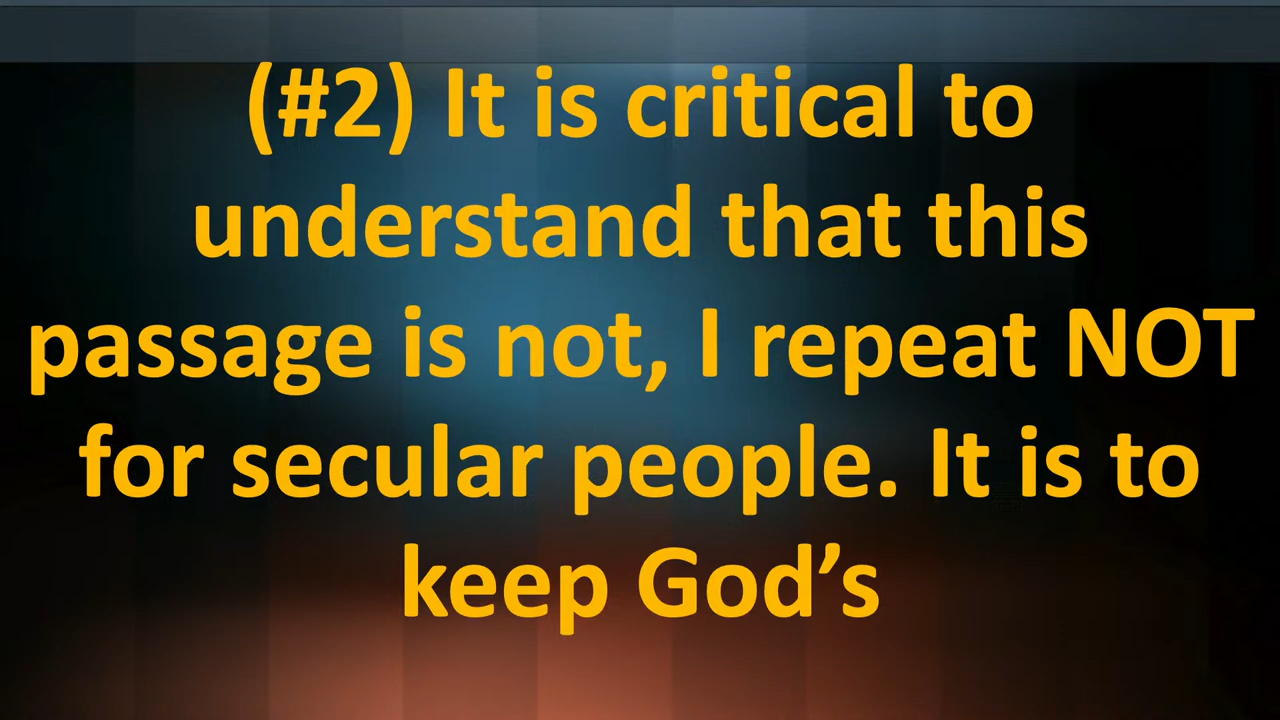 (#2) It is critical to
understand that this
passage is not, I repeat NOT
for secular people. It is to
keep God’s